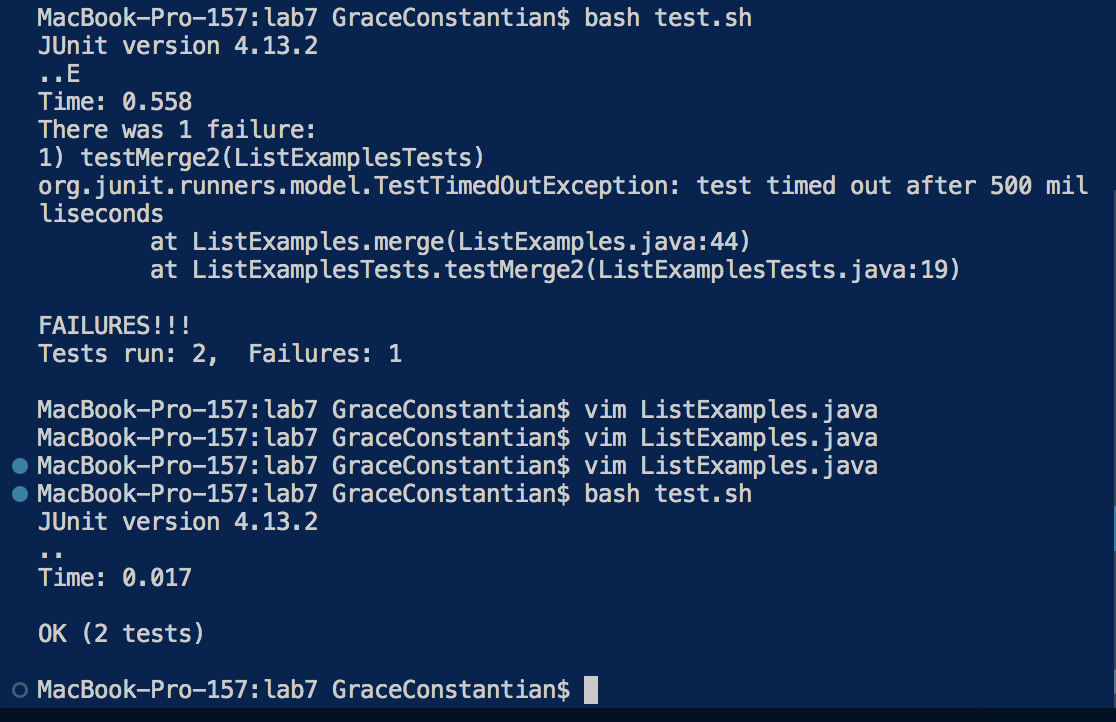 MacBook-Pro-157:lab7 GraceConstantian$ bash test.sh
JUnit version 4.13.2
..E
Time: 0.558
There was 1 failure:
1) testMerge2(ListExamplesTests)
org.junit.runners.model.TestTimedOutException: test timed out after 500 mil
liseconds
        at ListExamples.merge(ListExamples.java:44)
        at ListExamplesTests.testMerge2(ListExamplesTests.java:19)
FAILURES!!!
Tests run: 2,  Failures: 1
MacBook-Pro-157:lab7 GraceConstantian$ vim ListExamples.java
MacBook-Pro-157:lab7 GraceConstantian$ vim ListExamples.java
MacBook-Pro-157:lab7 GraceConstantian$ vim ListExamples.java
MacBook-Pro-157:lab7 GraceConstantian$ bash test.sh
JUnit version 4.13.2
..
Time: 0.017
OK (2 tests)
MacBook-Pro-157:lab7 GraceConstantian$